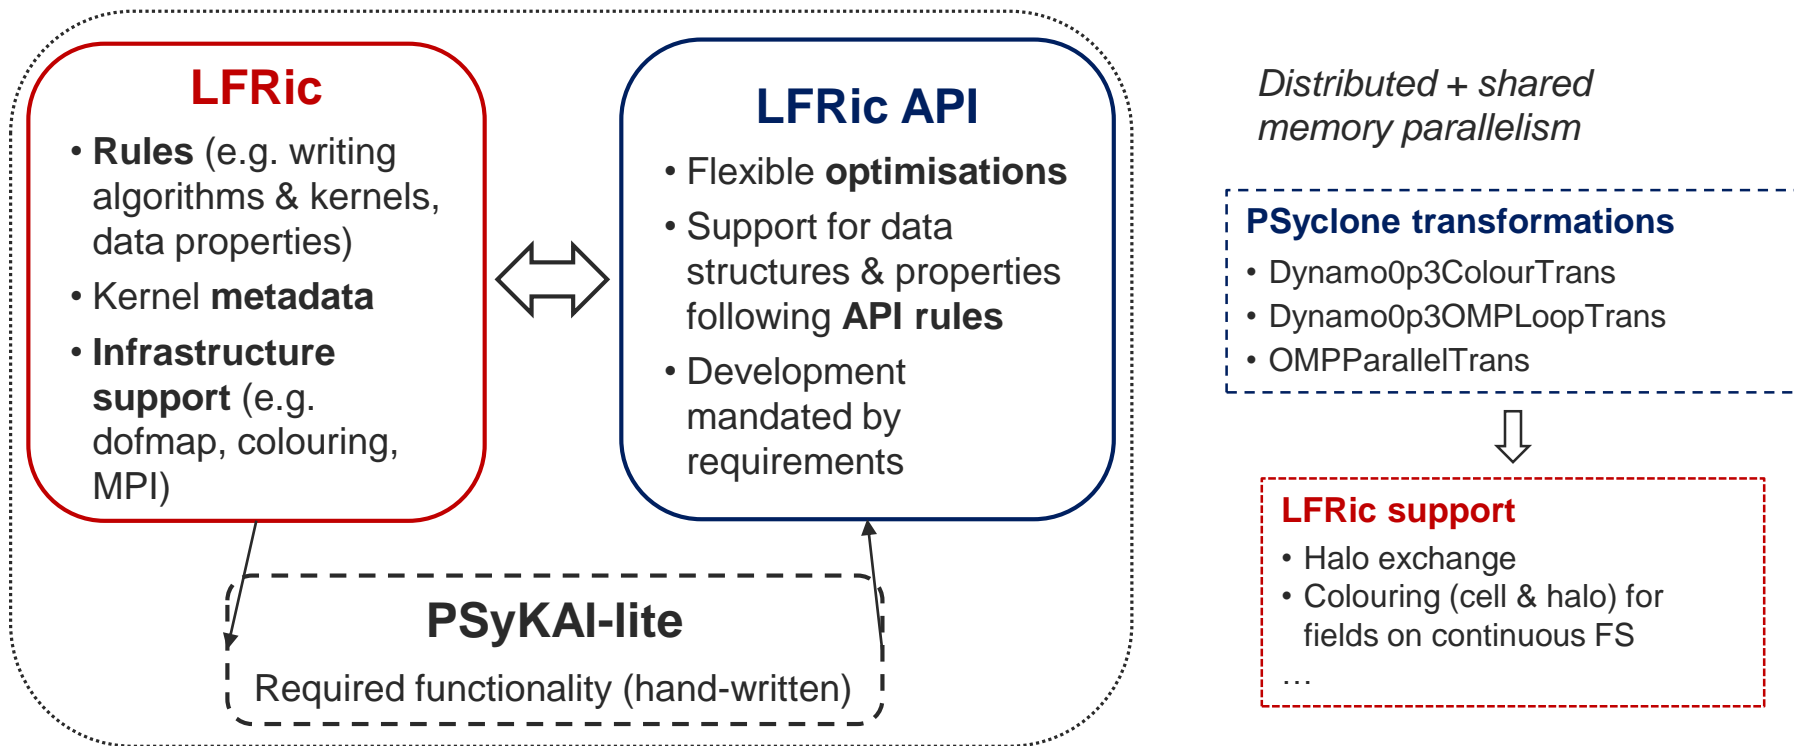 LFRic
• Rules (e.g. writing
algorithms & kernels,
data properties)
• Kernel metadata
• Infrastructure
support (e.g.
dofmap, colouring,
MPI)
LFRic API
• Flexible optimisations
• Support for data
structures & properties
following API rules
• Development
mandated by
requirements
PSyKAl-lite
Required functionality (hand-written)
Distributed + shared
memory parallelism
PSyclone transformations
• Dynamo0p3ColourTrans
• Dynamo0p3OMPLoopTrans
• OMPParallelTrans
LFRic support
• Halo exchange
• Colouring (cell & halo) for
fields on continuous FS
…